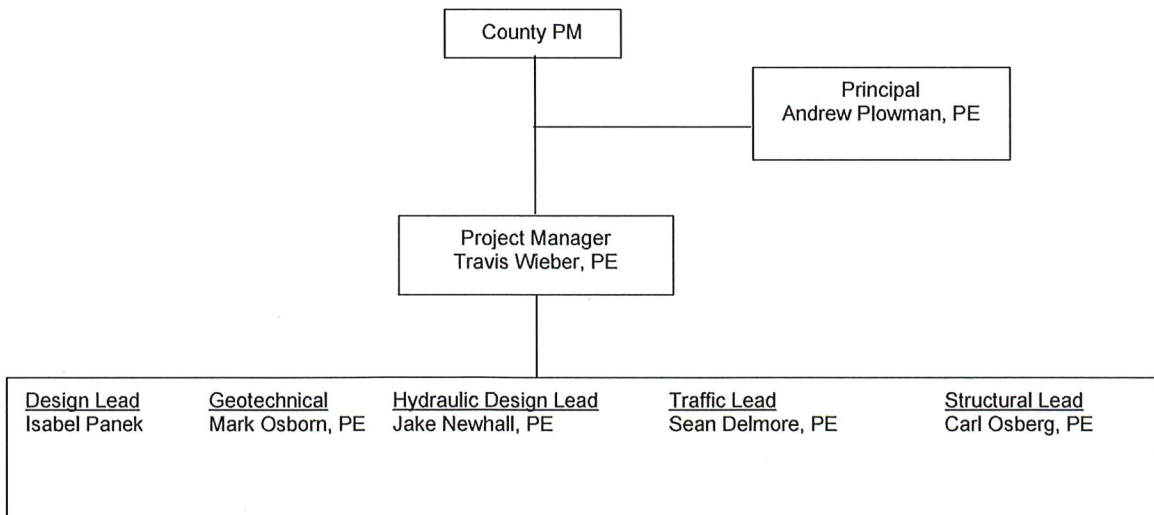 County PM
Principal
Andrew Plowman, PE
Project Manager
Travis Wieber, PE
Design Lead
Isabel Panek
Geotechnical
Mark Osborn, PE
Hydraulic Design Lead
Jake Newhall, PE
Traffic Lead
Sean Delmore, PE
Structural Lead
Carl Osberg, PE